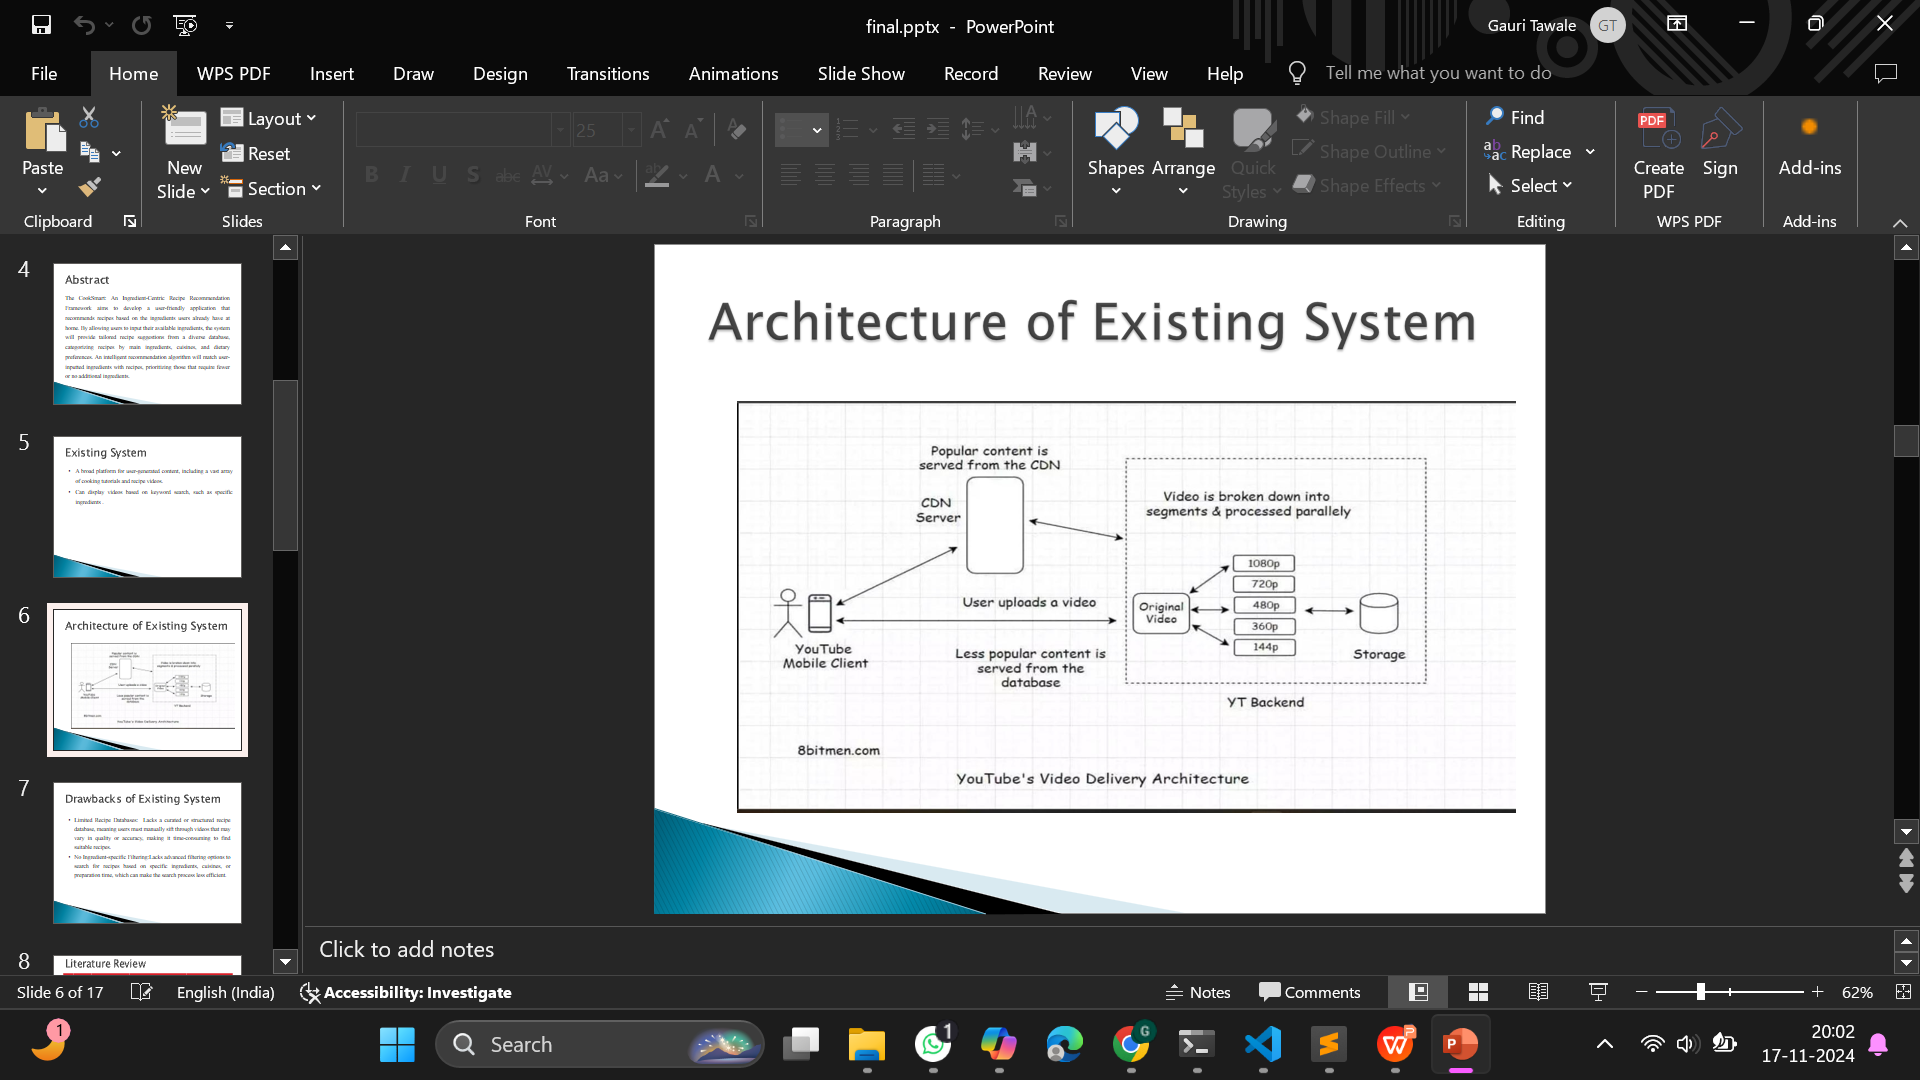 final.pptx - PowerPoint
Gauri Tawale
GT
File
Home
WPS PDF
Insert
Draw
Design
Transitions
Animations
Slide Show
Record
Review
View
Help
Tell me what you want to do
Paste
Clipboard
New
Slide
Layout
Reset
Section
Slides
25
B I U S abc AV Aa A
Font
Paragraph
Shapes
Arrange
Quick
Styles
Shape Fill
Shape Outline
Shape Effects
Drawing
Find
Replace
Select
Editing
PDF
Create
PDF
Sign
WPS PDF
Add-ins
Add-ins
4
Abstract
The CookSmart: An Ingredient-Centric Recipe Recommendation
Framework aims to develop a user-friendly application that
recommends recipes based on the ingredients users already have at
home. By allowing users to input their available ingredients, the system
will provide tailored recipe suggestions from a diverse database,
categorizing recipes by main ingredients, cuisines, and dietary
preferences. An intelligent recommendation algorithm will match user-
inputted ingredients with recipes, prioritizing those that require fewer
or no additional ingredients.
5
Existing System
• A broad platform for user-generated content, including a vast array
of cooking tutorials and recipe videos.
• Can display videos based on keyword search, such as specific
ingredients .
6
Architecture of Existing System
7
Drawbacks of Existing System
• Limited Recipe Databases: Lacks a curated or structured recipe
database, meaning users must manually sift through videos that may
vary in quality or accuracy, making it time-consuming to find
suitable recipes.
• No Ingredient-specific Filtering:Lacks advanced filtering options to
search for recipes based on specific ingredients, cuisines, or
preparation time, which can make the search process less efficient.
8
Literature Review
Architecture of Existing System
Popular content is
served from the CDN
CDN
Server
Video is broken down into
segments & processed parallely
1080p
720p
480p
360p
144p
Original
Video
Storage
User uploads a video
YouTube
Mobile Client
Less popular content is
served from the
database
YT Backend
8bitmen.com
YouTube's Video Delivery Architecture
Click to add notes
Slide 6 of 17
English (India)
Accessibility: Investigate
Notes
Comments
62%
1
Search
1
G
20:02
17-11-2024